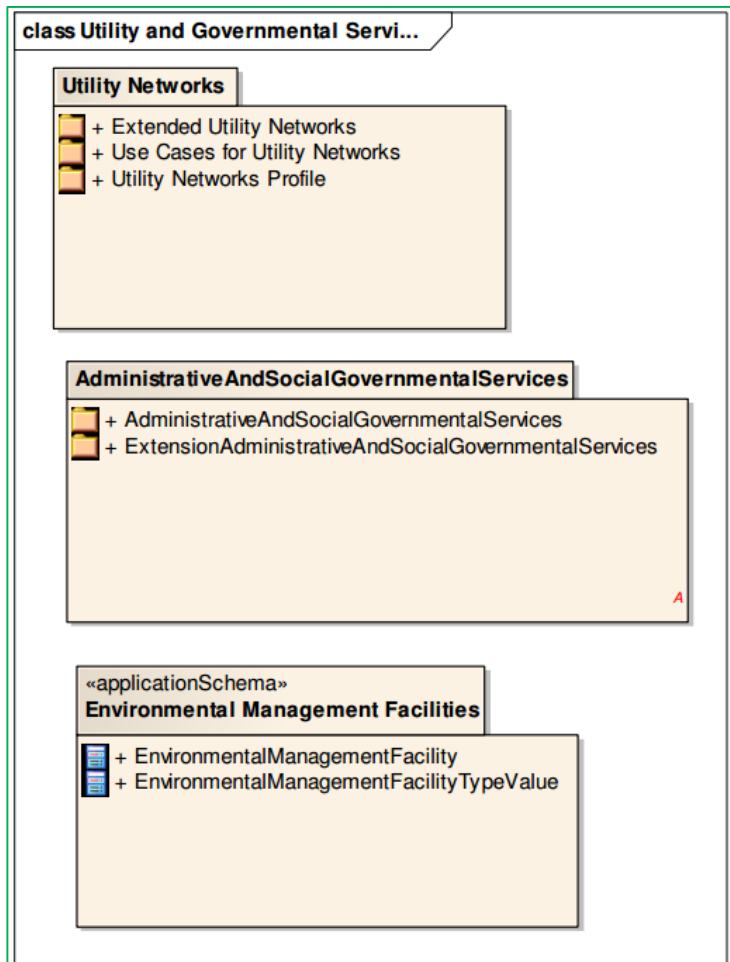 class Utility and Governmental Servi...
Utility Networks
+ Extended Utility Networks
+ Use Cases for Utility Networks
+ Utility Networks Profile
AdministrativeAndSocialGovernmentalServices
+ AdministrativeAndSocialGovernmentalServices
+ ExtensionAdministrativeAndSocialGovernmentalServices
A
«applicationSchema»
Environmental Management Facilities
+ EnvironmentalManagementFacility
+ EnvironmentalManagementFacilityTypeValue